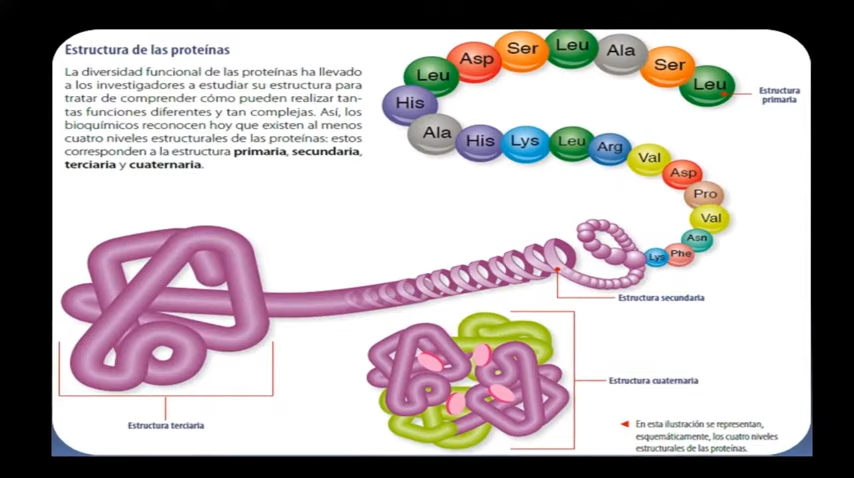 Estructura de las proteínas
La diversidad funcional de las proteínas ha llevado
a los investigadores a estudiar su estructura para
tratar de comprender cómo pueden realizar tan-
tas funciones diferentes y tan complejas. Así, los
bioquímicos reconocen hoy que existen al menos
cuatro niveles estructurales de las proteínas: estos
corresponden a la estructura primaria, secundaria,
terciaria y cuaternaria.
Leu
Ser
Ala
Leu
Ser
Asp
Leu
His
Ala
His
Lys
Leu
Arg
Val
Asp
Pro
Val
Asn
Phe
Lys
Estructura
primaria
Estructura secundaria
Estructura terciaria
Estructura cuaternaria
En esta ilustración se representan,
esquemáticamente, los cuatro niveles
estructurales de las proteínas.